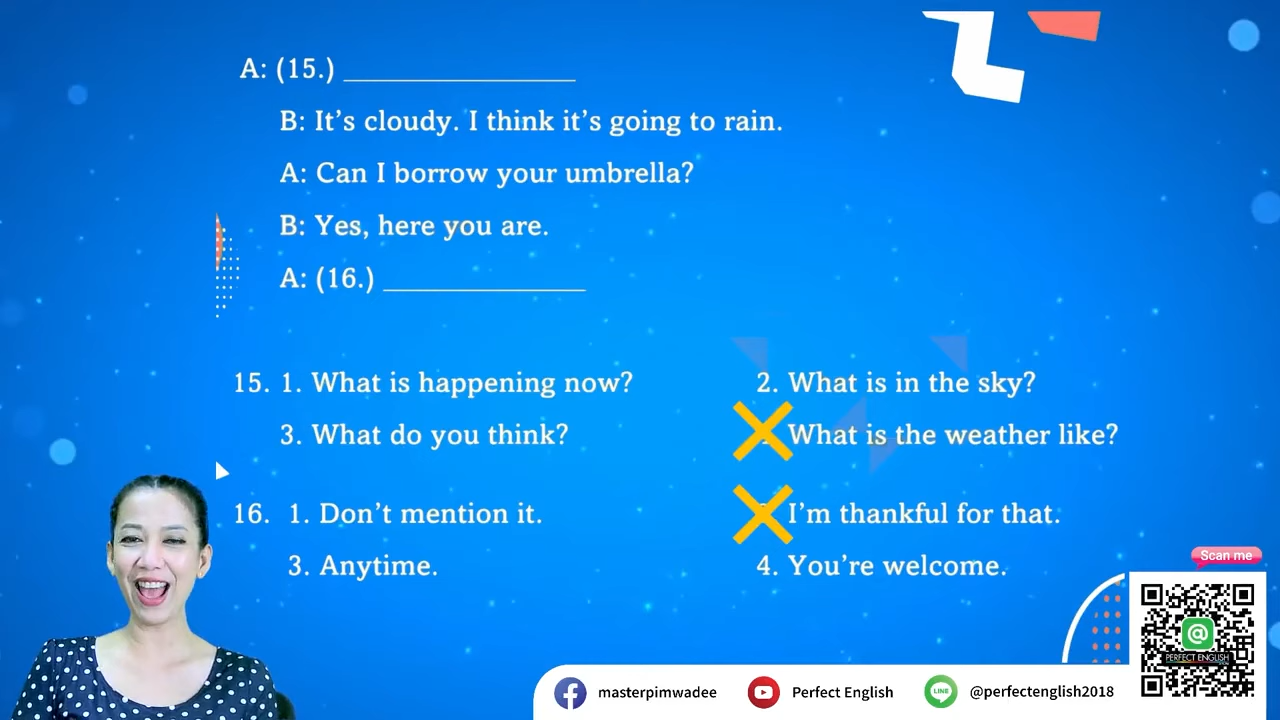 A: (15.) ____________________
B: It's cloudy. I think it's going to rain.
A: Can I borrow your umbrella?
B: Yes, here you are.
A: (16.) __________________
15. 1. What is happening now? 2. What is in the sky?
3. What do you think? What is the weather like?
16. 1. Don't mention it. I'm thankful for that.
3. Anytime. 4. You're welcome.
Scan me
PERFECT ENGLISH
masterpimwadee Perfect English LINE @perfectenglish2018